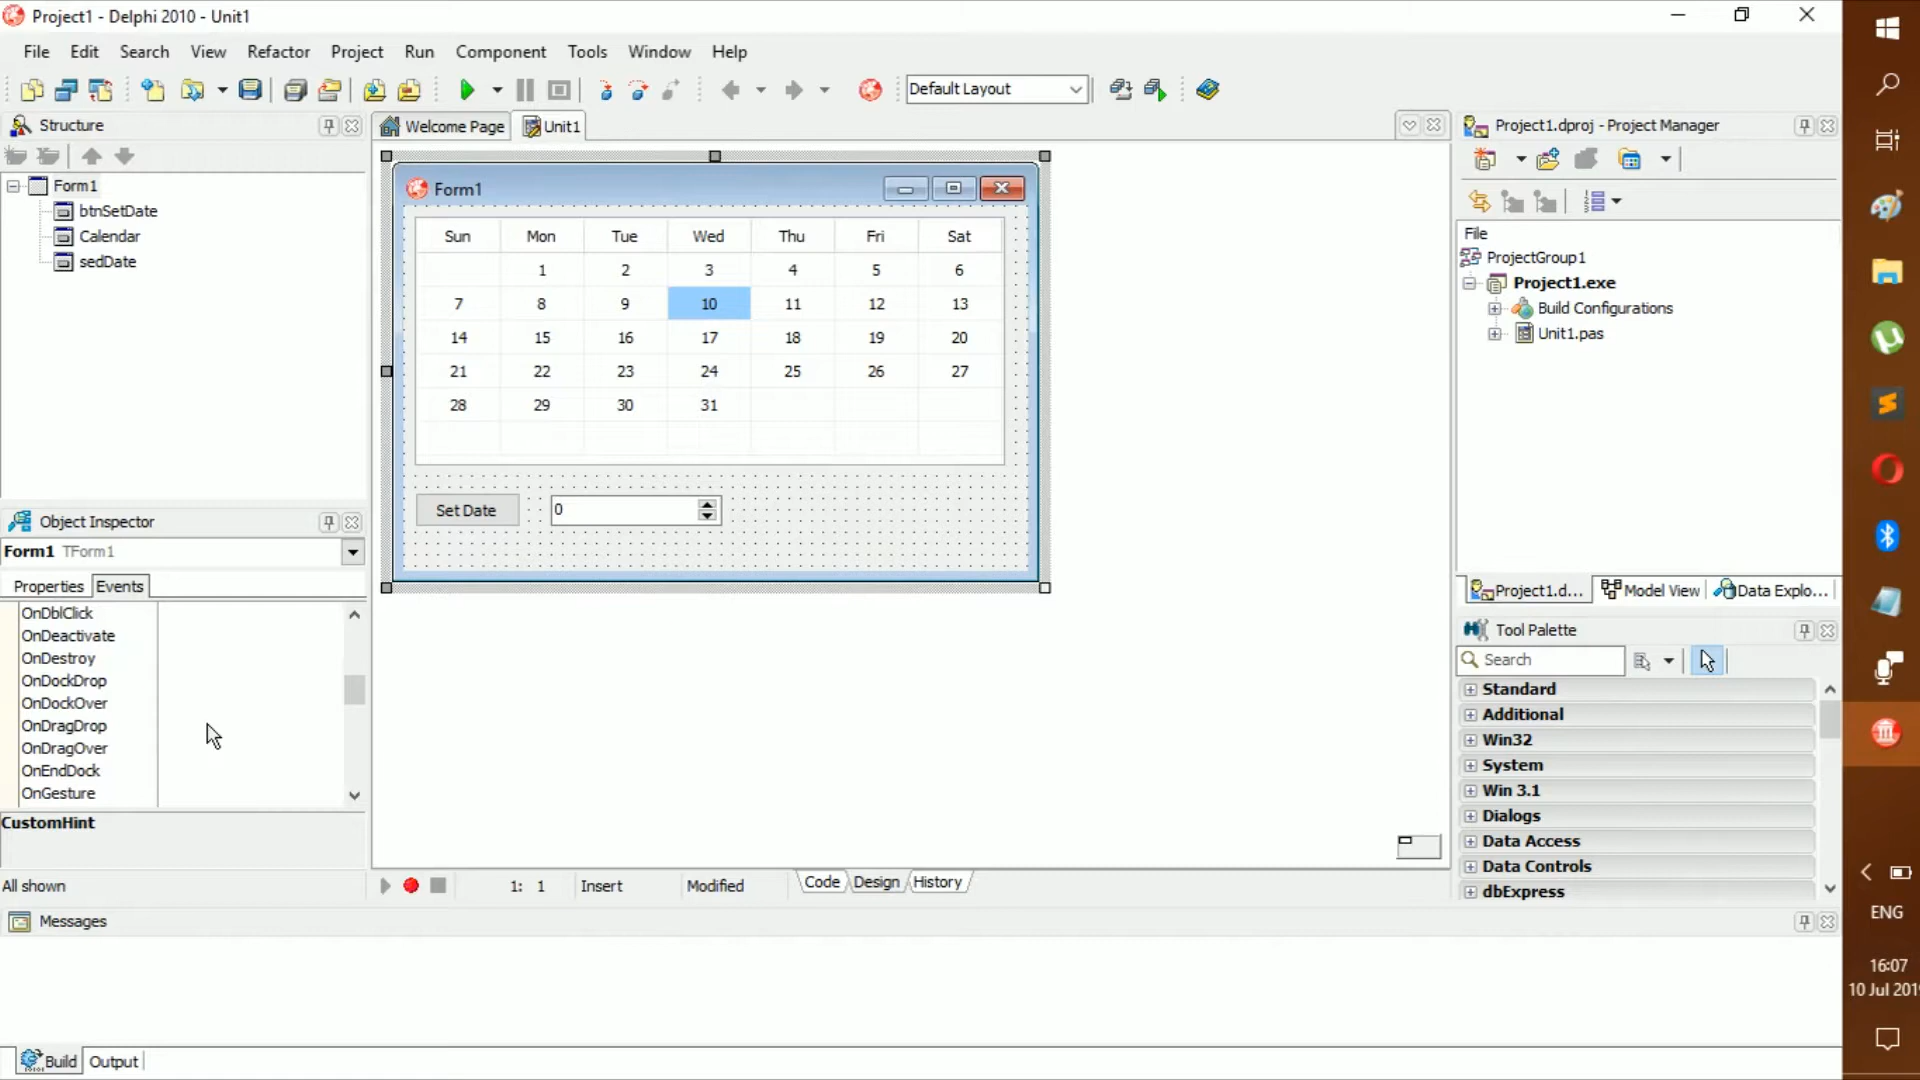 Project1 - Delphi 2010 - Unit1
File Edit Search View Refactor Project Run Component Tools Window Help
Default Layout
Structure
Form1
btnSetDate
Calendar
sedDate
Object Inspector
Form1 TForm1
Properties Events
OnDblClick
OnDeactivate
OnDestroy
OnDockDrop
OnDockOver
OnDragDrop
OnDragOver
OnEndDock
OnGesture
CustomHint
All shown
Welcome Page Unit1
Form1
Sun Mon Tue Wed Thu Fri Sat
1 2 3 4 5 6
7 8 9 10 11 12 13
14 15 16 17 18 19 20
21 22 23 24 25 26 27
28 29 30 31
Set Date 0
1: 1 Insert Modified Code Design History
Project1.dproj - Project Manager
File
ProjectGroup1
Project1.exe
Build Configurations
Unit1.pas
Project1.d... Model View Data Explo...
Tool Palette
Search
Standard
Additional
Win32
System
Win 3.1
Dialogs
Data Access
Data Controls
dbExpress
Messages
Build Output
ENG
16:07
10 Jul 201